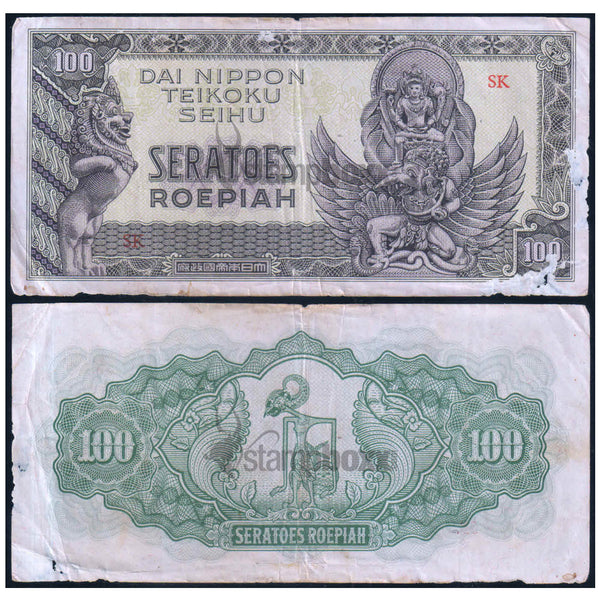 100
DAI NIPPON
TEIKOKU
SEIHU
SERATOES
ROEPIAH
SK
SK
100
府政國帝本日大
100
stampboxx
100
SERATOES ROEPIAH